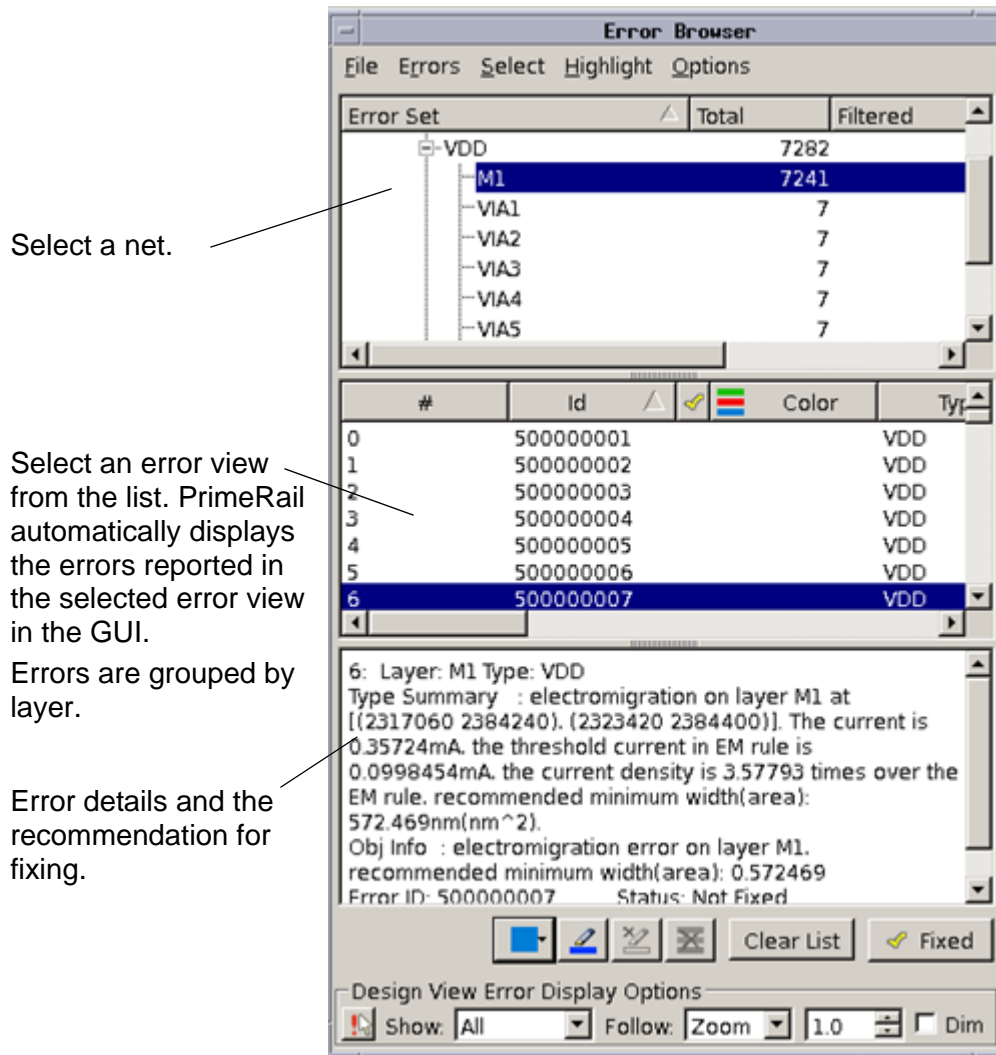 Error Browser
File Errors Select Highlight Options
Error Set Total Filtered
VDD 7282
M1 7241
VIA1 7
VIA2 7
VIA3 7
VIA4 7
VIA5 7
Select a net.
# Id Color
0 500000001 VDD
1 500000002 VDD
2 500000003 VDD
3 500000004 VDD
4 500000005 VDD
5 500000006 VDD
6 500000007 VDD
Select an error view
from the list. PrimeRail
automatically displays
the errors reported in
the selected error view
in the GUI.
Errors are grouped by
layer.
6: Layer: M1 Type: VDD
Type Summary : electromigration on layer M1 at
[(2317060 2384240). (2323420 2384400)]. The current is
0.35724mA. the threshold current in EM rule is
0.0998454mA. the current density is 3.57793 times over the
EM rule. recommended minimum width(area):
572.469nm(nm^2).
Obj Info : electromigration error on layer M1.
recommended minimum width(area): 0.572469
Error ID: 500000007 Status: Not Fixed
Error details and the
recommendation for
fixing.
Clear List Fixed
Design View Error Display Options
Show: All Follow: Zoom 1.0 Dim